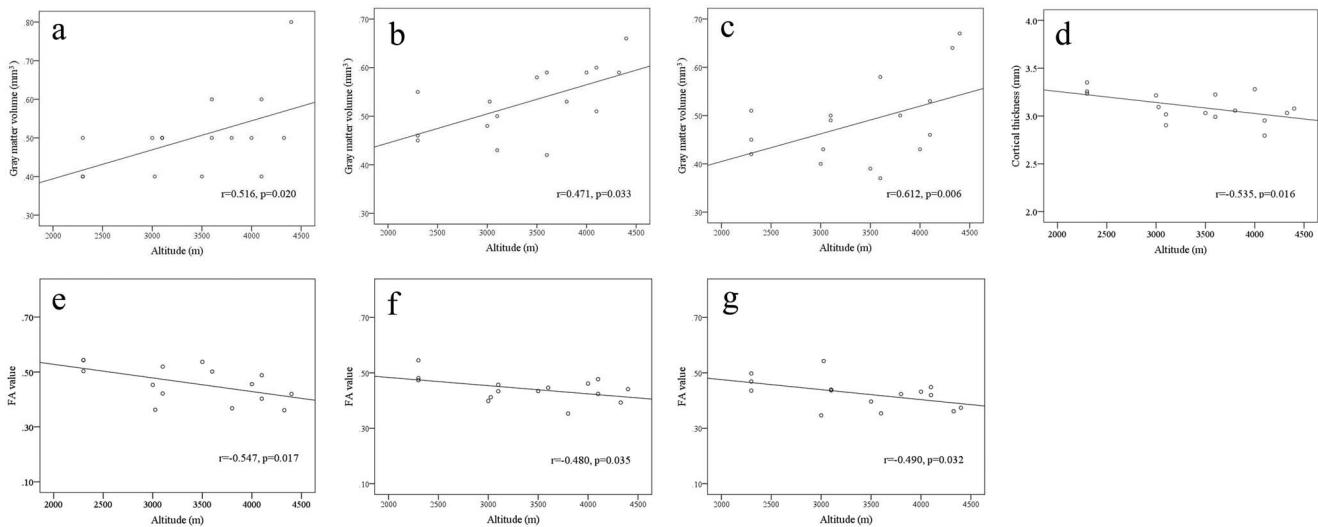 a
Gray matter volume (mm³)
.80
.70
.60
.50
.40
.30
r=0.516, p=0.020
2000 2500 3000 3500 4000 4500
Altitude (m)
b
Gray matter volume (mm³)
.70
.60
.50
.40
.30
r=0.471, p=0.033
2000 2500 3000 3500 4000 4500
Altitude (m)
c
Gray matter volume (mm³)
.70
.60
.50
.40
.30
r=0.612, p=0.006
2000 2500 3000 3500 4000 4500
Altitude (m)
d
Cortical thickness (mm)
4.0
3.5
3.0
2.5
2.0
r=-0.535, p=0.016
2000 2500 3000 3500 4000 4500
Altitude (m)
e
FA value
.70
.50
.30
.10
r=-0.547, p=0.017
2000 2500 3000 3500 4000 4500
Altitude (m)
f
FA value
.70
.50
.30
.10
r=-0.480, p=0.035
2000 2500 3000 3500 4000 4500
Altitude (m)
g
FA value
.70
.50
.30
.10
r=-0.490, p=0.032
2000 2500 3000 3500 4000 4500
Altitude (m)